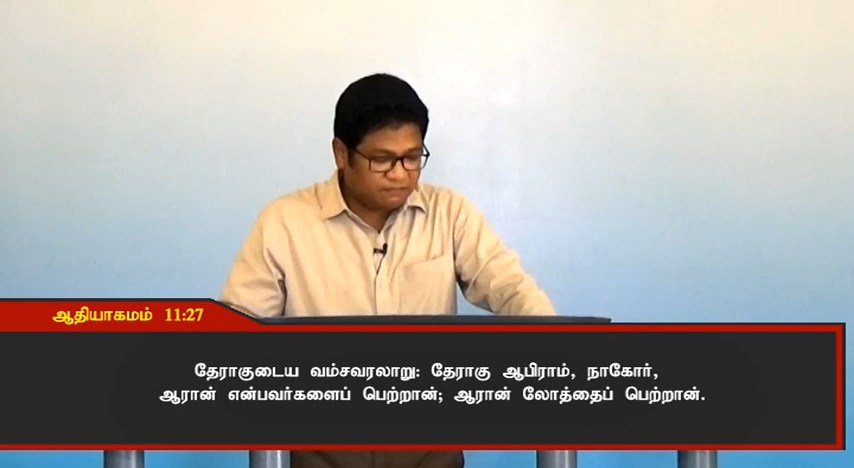 ஆதியாகமம் 11:27
தேராகுடைய வம்சவரலாறு: தேராகு ஆபிராம், நாகோர்,
ஆரான் என்பவர்களைப் பெற்றான்; ஆரான் லோத்தைப் பெற்றான்.